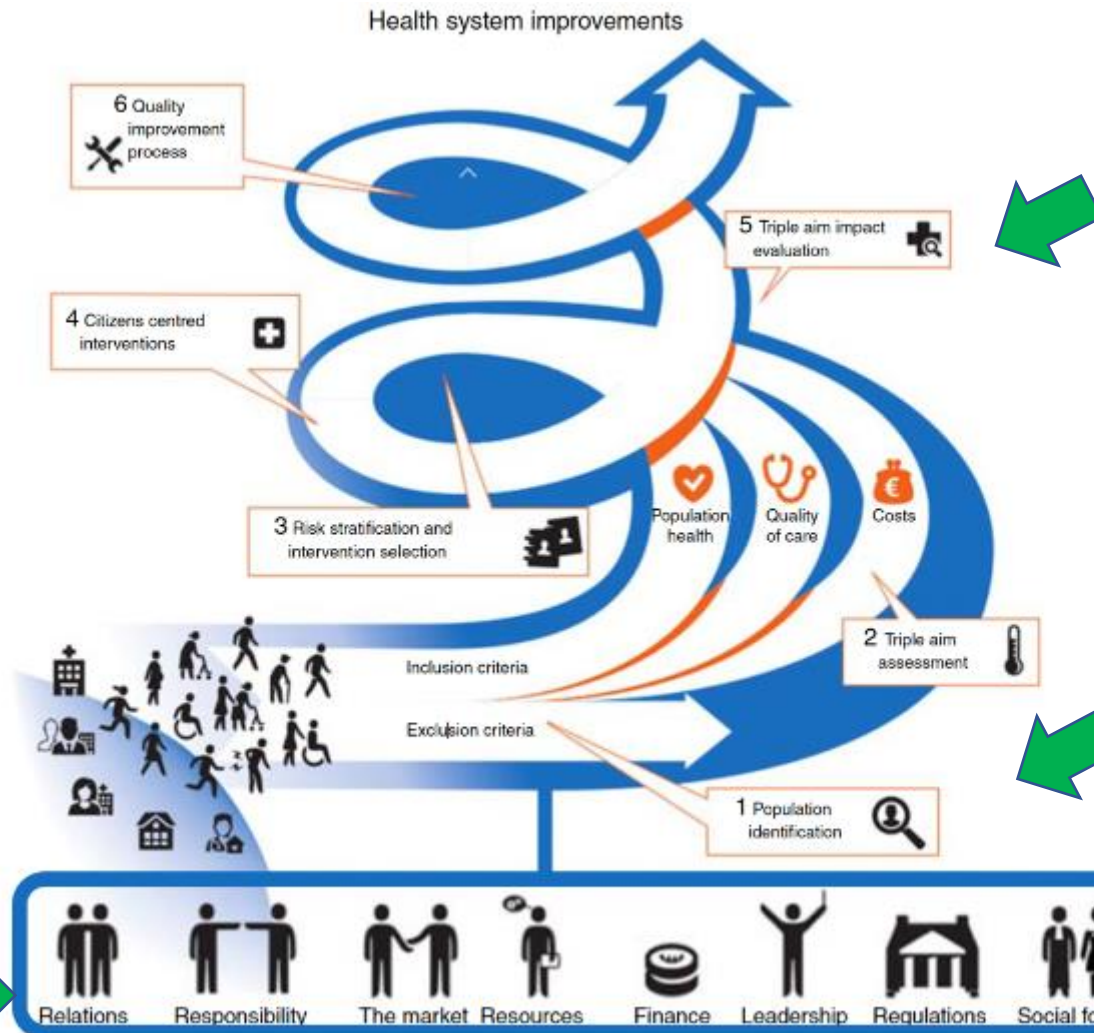 Health system improvements
6 Quality
improvement
process
5 Triple aim impact
evaluation
4 Citizens centred
interventions
3 Risk stratification and
intervention selection
Population
health
Quality
of care
Costs
€
2 Triple aim
assessment
Inclusion criteria
Exclusion criteria
1 Population
identification
Relations Responsibility The market Resources Finance Leadership Regulations Social